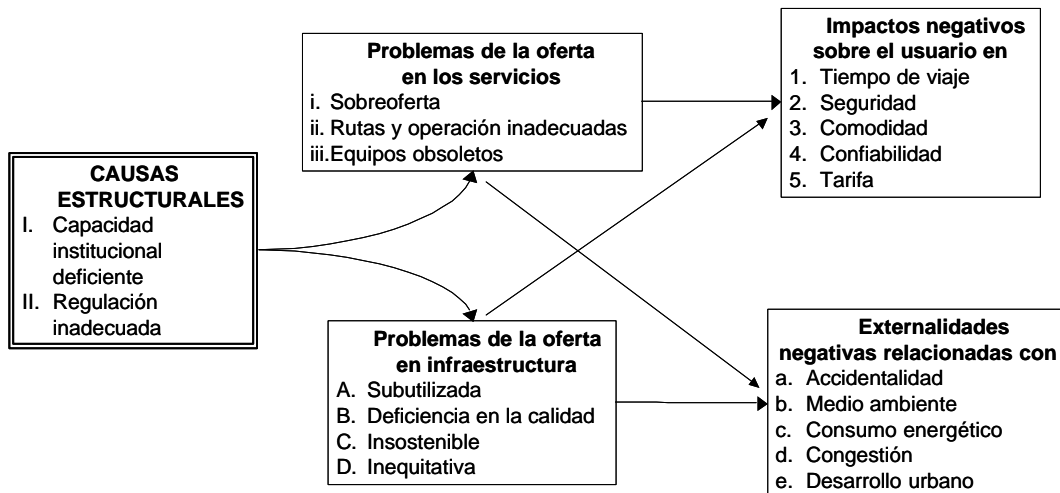 CAUSAS
ESTRUCTURALES
I. Capacidad
institucional
deficiente
II. Regulación
inadecuada
Problemas de la oferta
en los servicios
i. Sobreoferta
ii. Rutas y operación inadecuadas
iii.Equipos obsoletos
Problemas de la oferta
en infraestructura
A. Subutilizada
B. Deficiencia en la calidad
C. Insostenible
D. Inequitativa
Impactos negativos
sobre el usuario en
1. Tiempo de viaje
2. Seguridad
3. Comodidad
4. Confiabilidad
5. Tarifa
Externalidades
negativas relacionadas con
a. Accidentalidad
b. Medio ambiente
c. Consumo energético
d. Congestión
e. Desarrollo urbano